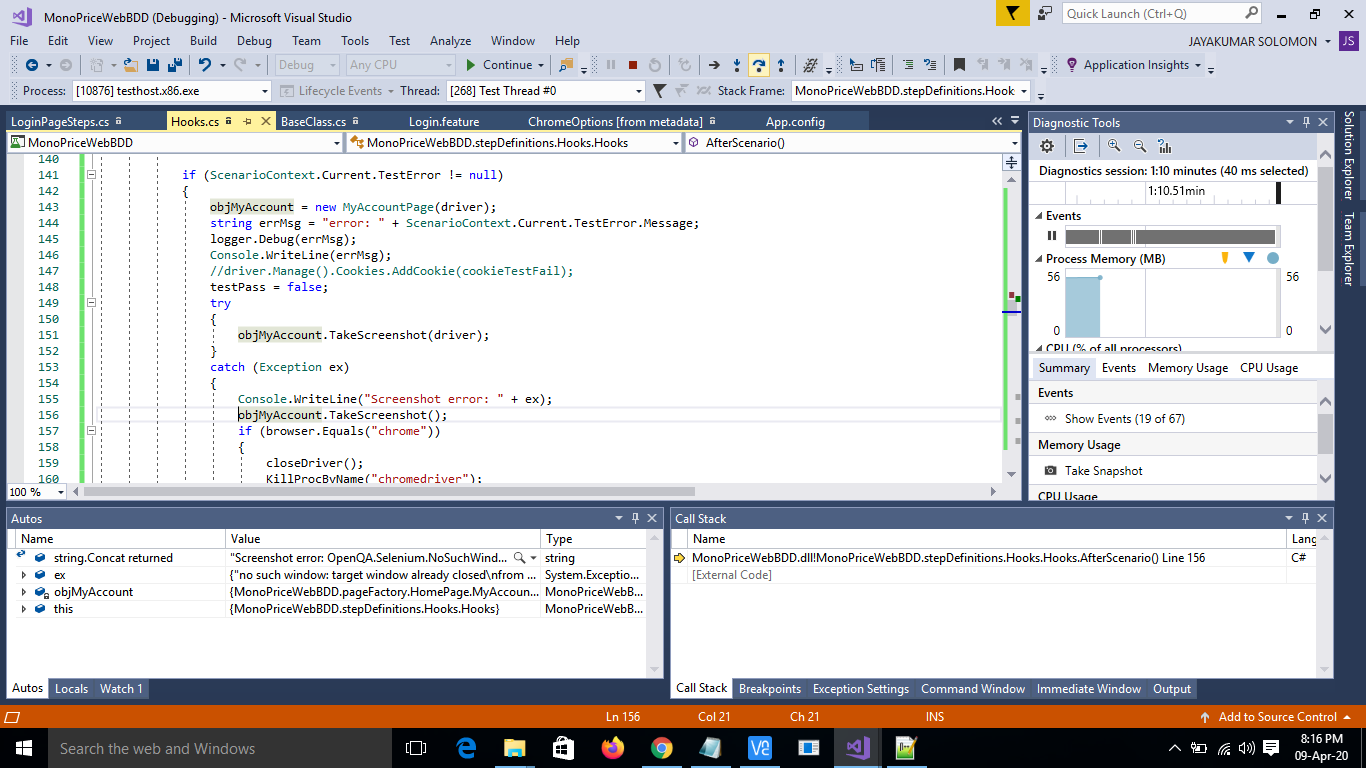 MonoPriceWebBDD (Debugging) - Microsoft Visual Studio
Quick Launch (Ctrl+Q)
File Edit View Project Build Debug Team Tools Test Analyze Window Help
JAYAKUMAR SOLOMON JS
Debug Any CPU Continue Application Insights
Process: [10876] testhost.x86.exe Lifecycle Events Thread: [268] Test Thread #0 Stack Frame: MonoPriceWebBDD.stepDefinitions.Hook
LoginPageSteps.cs Hooks.cs BaseClass.cs Login.feature ChromeOptions [from metadata] App.config
MonoPriceWebBDD MonoPriceWebBDD.stepDefinitions.Hooks.Hooks AfterScenario()
140
141 if (ScenarioContext.Current.TestError != null)
142 {
143 objMyAccount = new MyAccountPage(driver);
144 string errMsg = "error: " + ScenarioContext.Current.TestError.Message;
145 logger.Debug(errMsg);
146 Console.WriteLine(errMsg);
147 //driver.Manage().Cookies.AddCookie(cookieTestFail);
148 testPass = false;
149 try
150 {
151 objMyAccount.TakeScreenshot(driver);
152 }
153 catch (Exception ex)
154 {
155 Console.WriteLine("Screenshot error: " + ex);
156 objMyAccount.TakeScreenshot();
157 if (browser.Equals("chrome"))
158 {
159 closeDriver();
160 KillProcByName("chromedriver");
100 %
Diagnostic Tools
Diagnostics session: 1:10 minutes (40 ms selected)
1:10.51min
Events
Process Memory (MB)
56 56
0 0
CPU (% of all processors)
Summary Events Memory Usage CPU Usage
Events
Show Events (19 of 67)
Memory Usage
Take Snapshot
CPU Usage
Solution Explorer
Team Explorer
Autos
Name Value Type
string.Concat returned "Screenshot error: OpenQA.Selenium.NoSuchWind... string
ex {"no such window: target window already closed\nfrom ... System.Exceptio...
objMyAccount {MonoPriceWebBDD.pageFactory.HomePage.MyAccoun... MonoPriceWebB...
this {MonoPriceWebBDD.stepDefinitions.Hooks.Hooks} MonoPriceWebB...
Autos Locals Watch 1
Call Stack
Name Lang
MonoPriceWebBDD.dll!MonoPriceWebBDD.stepDefinitions.Hooks.Hooks.AfterScenario() Line 156 C#
[External Code]
Call Stack Breakpoints Exception Settings Command Window Immediate Window Output
Ln 156 Col 21 Ch 21 INS Add to Source Control
Search the web and Windows
8:16 PM
09-Apr-20